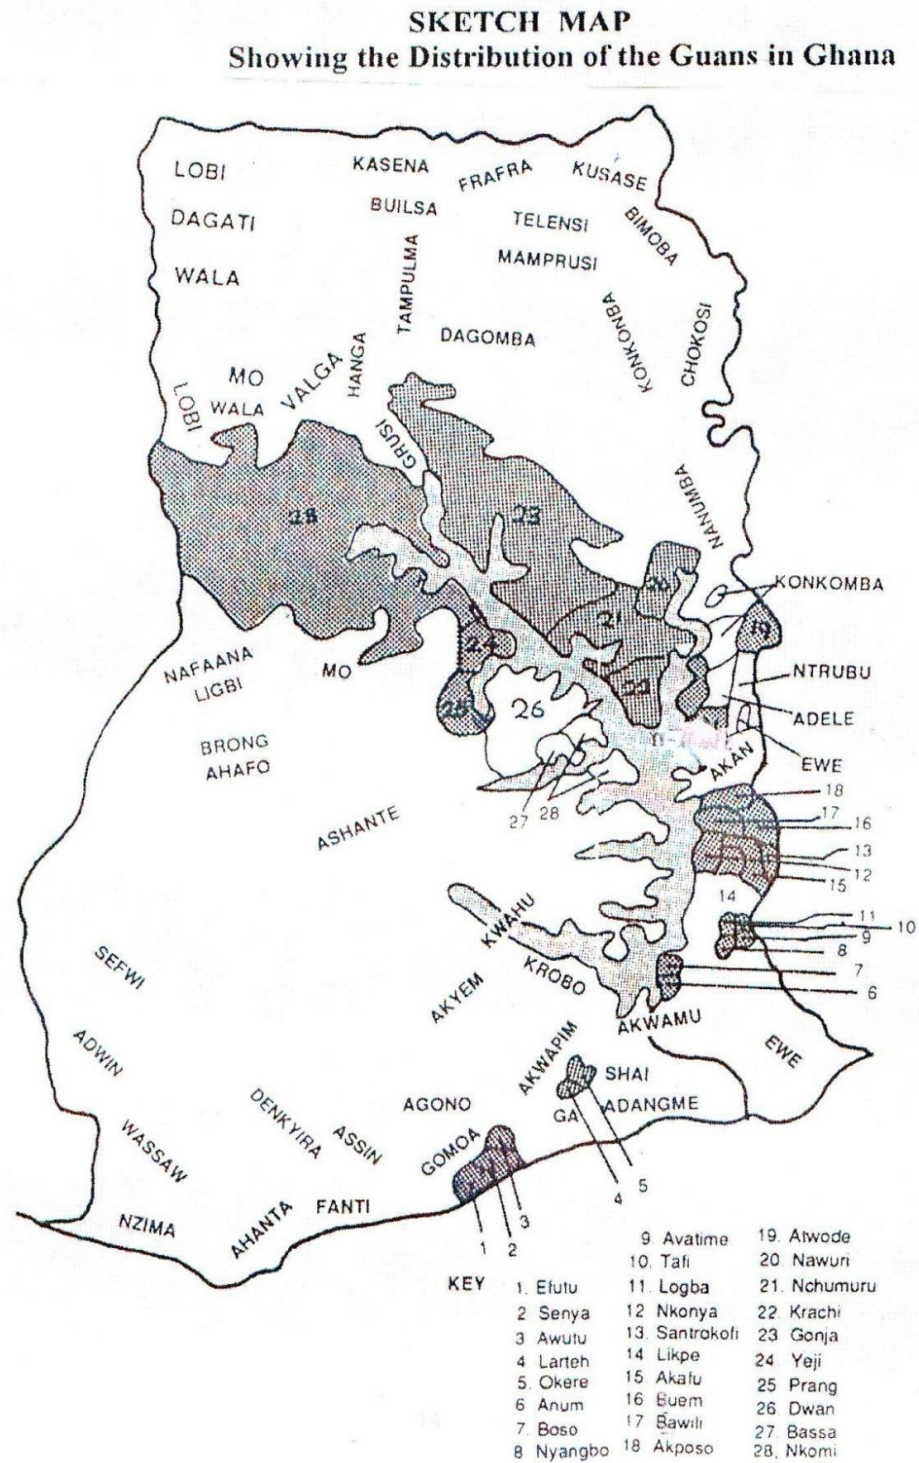 SKETCH MAP
Showing the Distribution of the Guans in Ghana
LOBI
KASENA
FRAFRA
KUSASE
DAGATI
BUILSA
TELENSI
BIMOBA
WALA
TAMPULMA
MAMPRUSI
KONKONBA
CHOKOSI
DAGOMBA
HANGA
VALGA
MO
WALA
LOBI
GRUSI
NANUMBA
23
20
KONKOMBA
19
21
NAFAANA
LIGBI
MO
24
22
NTRUBU
25
26
ADELE
BRONG
AHAFO
AKAN
EWE
27
28
18
17
16
13
12
15
ASHANTE
14
11
10
9
8
KWAHU
7
6
SEFWI
KROBO
AKYEM
AKWAMU
ADWIN
AKWAPIM
EWE
SHAI
GA
ADANGME
DENKYIRA
AGONO
ASSIN
GOMOA
WASSAW
4
5
FANTI
AHANTA
NZIMA
1
2
3
KEY
1. Efutu
2 Senya
3 Awutu
4 Larteh
5. Okere
6 Anum
7. Boso
8 Nyangbo
9. Avatime
10. Tafi
11. Logba
12 Nkonya
13. Santrokofi
14 Likpe
15 Akafu
16 Buem
17 Bawili
18 Akposo
19. Atwode
20. Nawuri
21. Nchumuru
22. Krachi
23 Gonja
24 Yeji
25 Prang
26 Dwan
27. Bassa
28, Nkomi